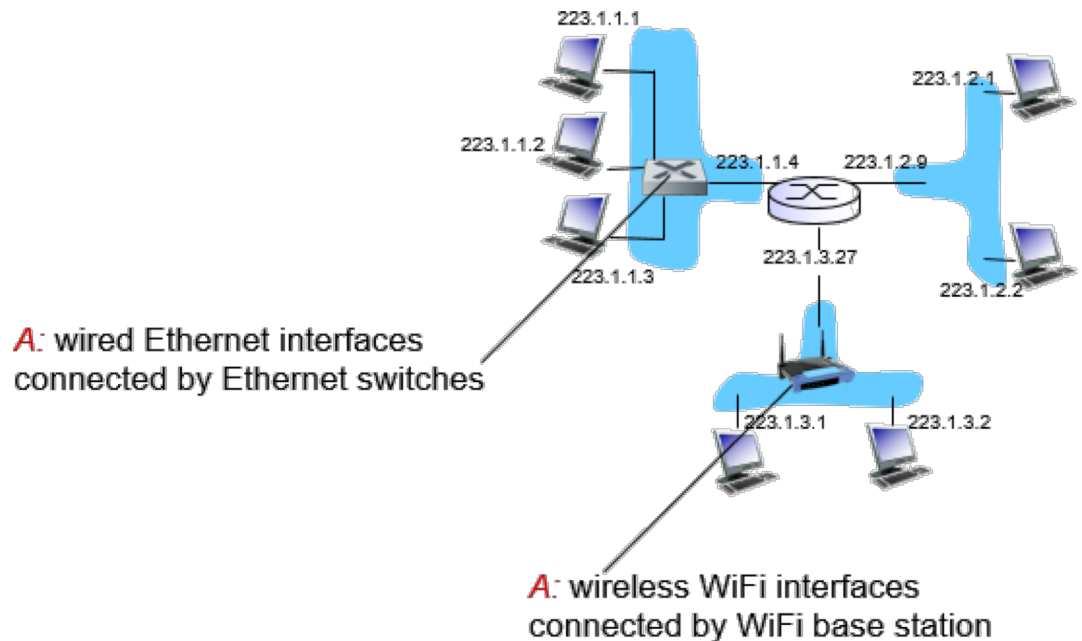 223.1.1.1
223.1.2.1
223.1.1.2
223.1.1.4
223.1.2.9
223.1.3.27
223.1.1.3
223.1.2.2
A: wired Ethernet interfaces
connected by Ethernet switches
223.1.3.1
223.1.3.2
A: wireless WiFi interfaces
connected by WiFi base station